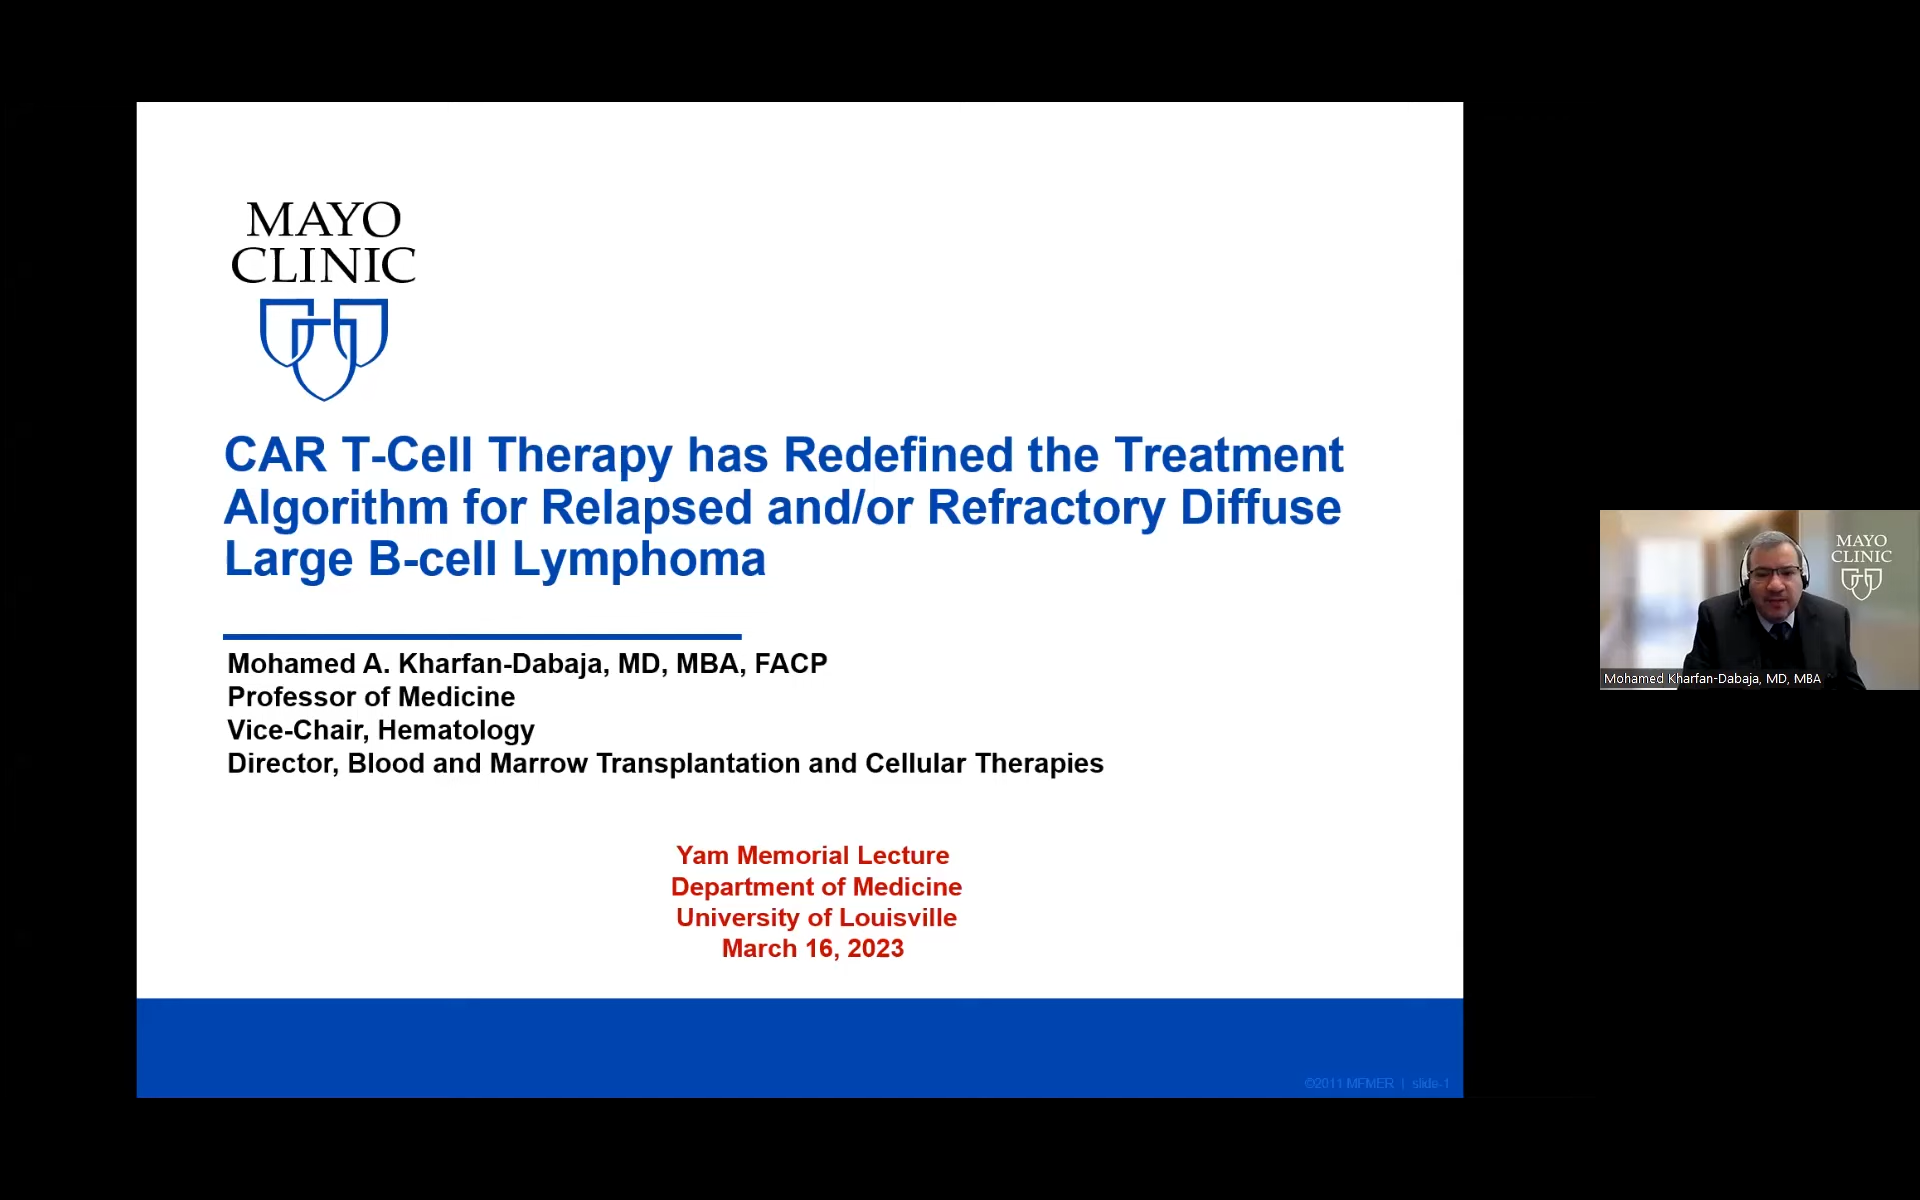 MAYO
CLINIC
CAR T-Cell Therapy has Redefined the Treatment
Algorithm for Relapsed and/or Refractory Diffuse
Large B-cell Lymphoma
Mohamed A. Kharfan-Dabaja, MD, MBA, FACP
Professor of Medicine
Vice-Chair, Hematology
Director, Blood and Marrow Transplantation and Cellular Therapies
Yam Memorial Lecture
Department of Medicine
University of Louisville
March 16, 2023
©2011 MFMER | slide-1
MAYO
CLINIC
Mohamed Kharfan-Dabaja, MD, MBA